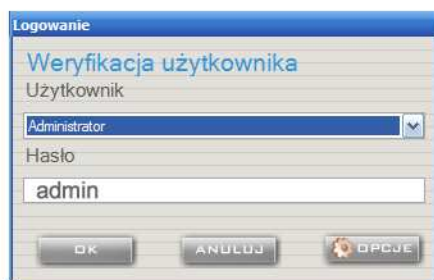 Logowanie
Weryfikacja użytkownika
Użytkownik
Administrator
Hasło
admin
OK ANULUJ OPCJE